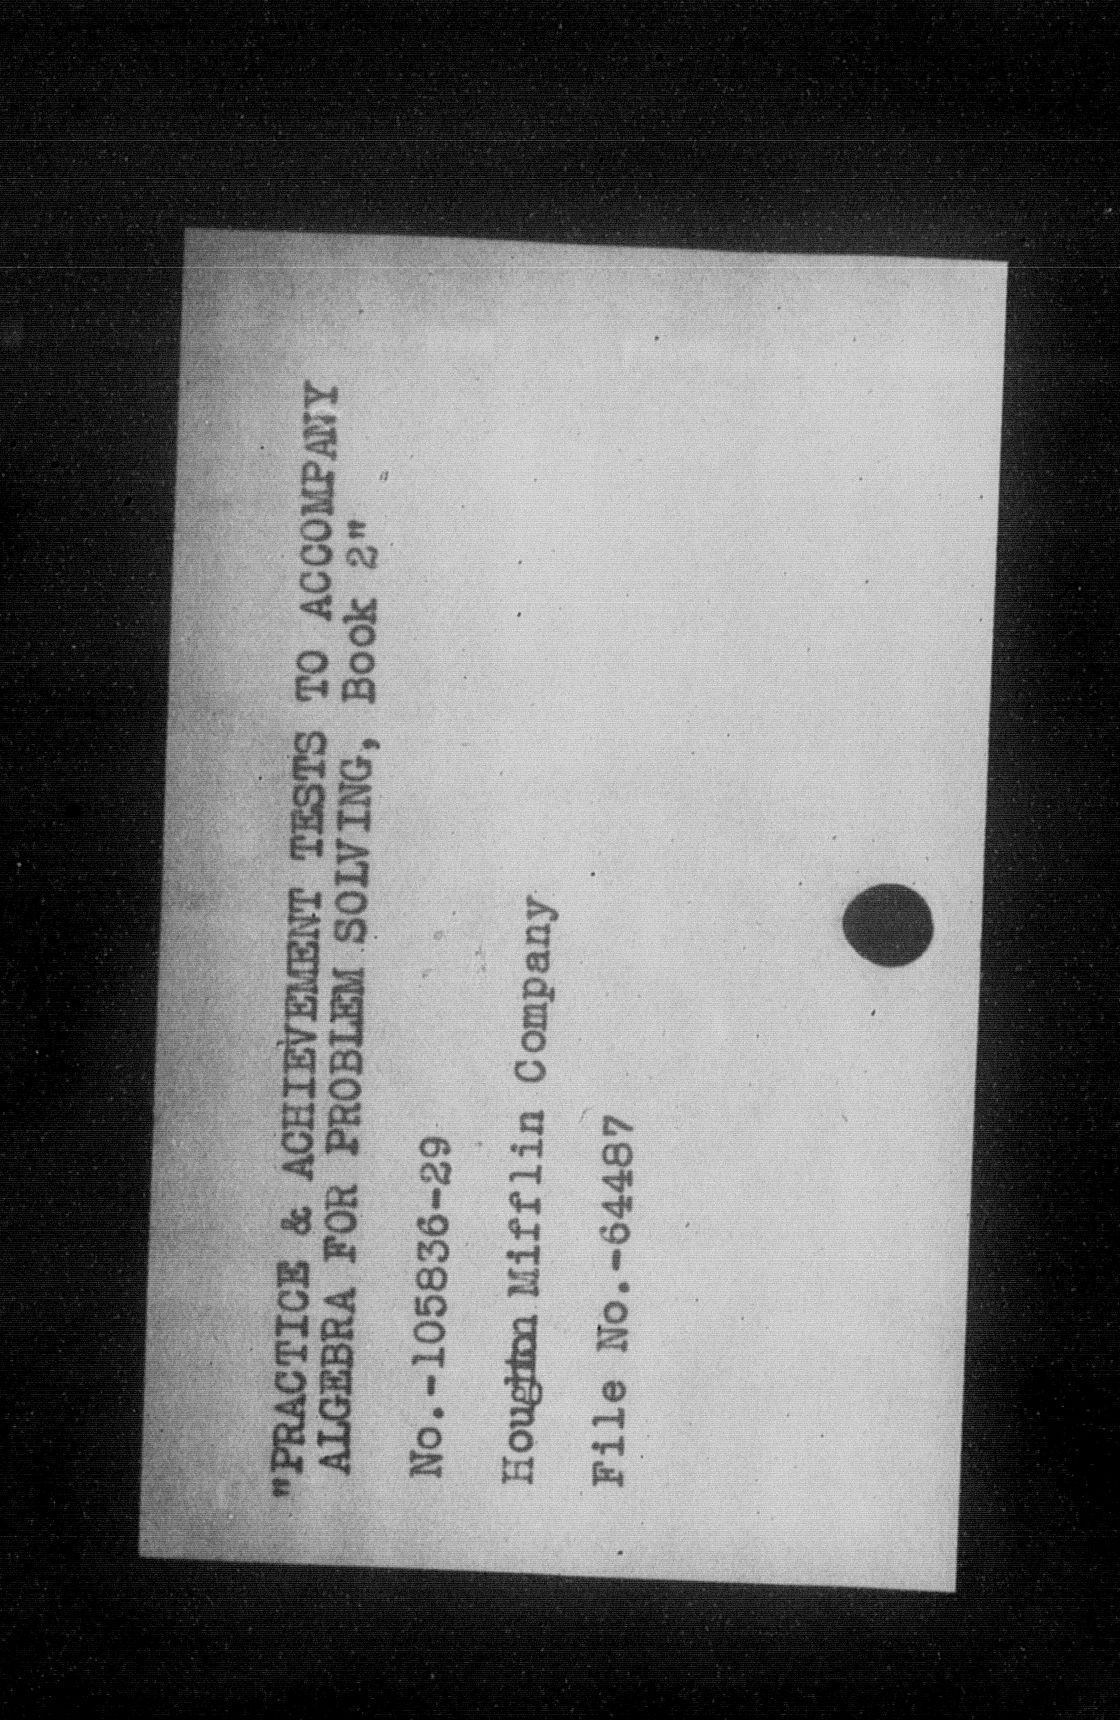 "PRACTICE & ACHIEVEMENT TESTS TO ACCOMPANY
ALGEBRA FOR PROBLEM SOLVING, Book 2"
No.-105836-29
Houghton Mifflin Company
File No.-64487